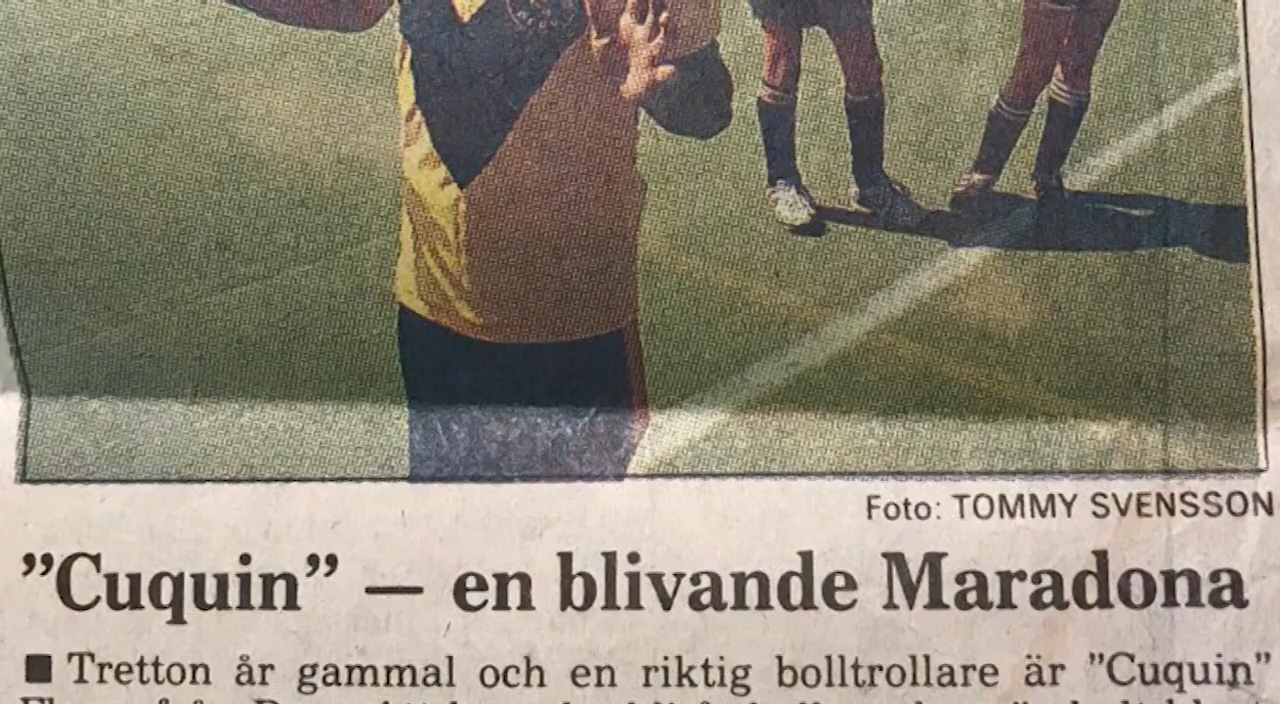 Foto: TOMMY SVENSSON
”Cuquin” — en blivande Maradona
■ Tretton år gammal och en riktig bolltrollare är ”Cuquin”